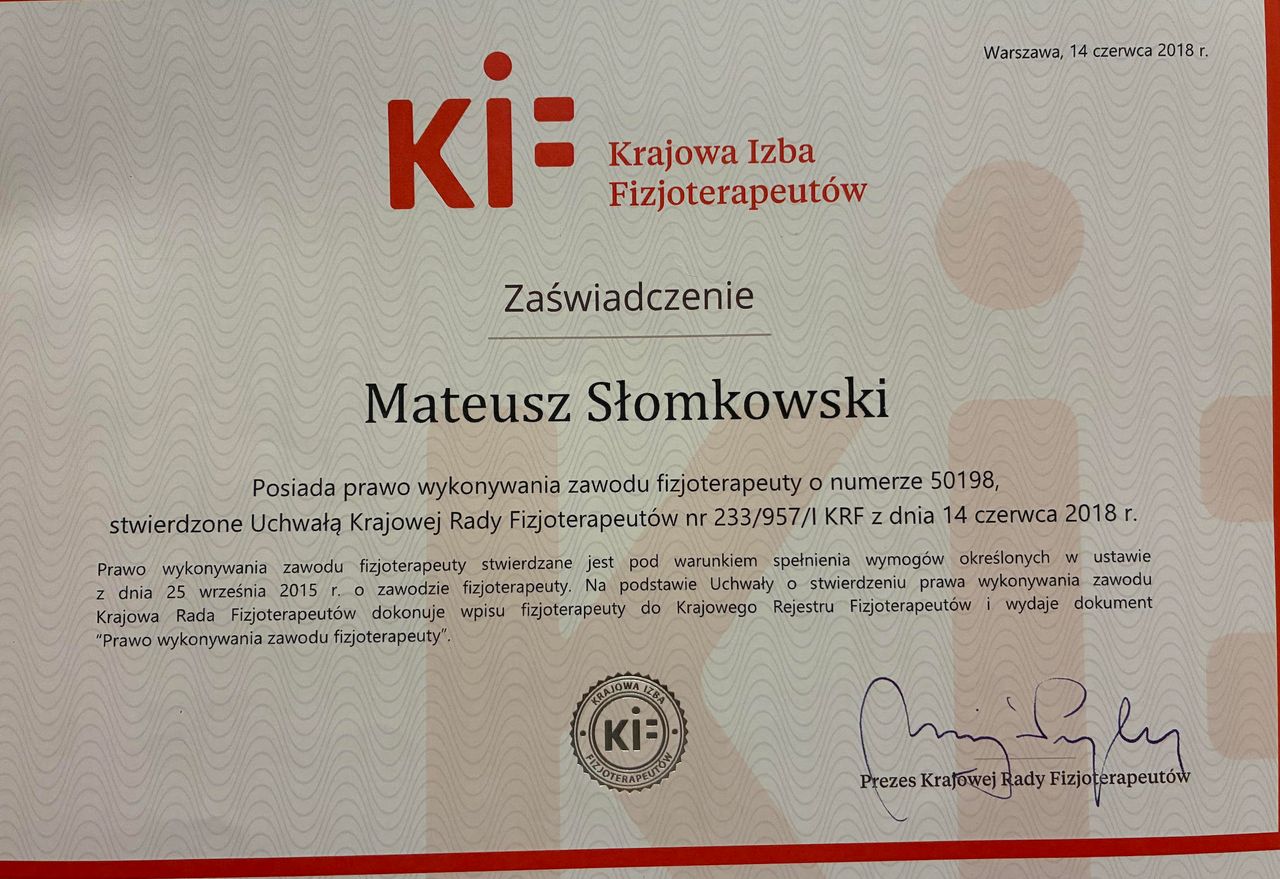 Warszawa, 14 czerwca 2018 r.
KiF
Krajowa Izba
Fizjoterapeutów
Zaświadczenie
Mateusz Słomkowski
Posiada prawo wykonywania zawodu fizjoterapeuty o numerze 50198,
stwierdzone Uchwałą Krajowej Rady Fizjoterapeutów nr 233/957/I KRF z dnia 14 czerwca 2018 r.
Prawo wykonywania zawodu fizjoterapeuty stwierdzane jest pod warunkiem spełnienia wymogów określonych w ustawie
z dnia 25 września 2015 r. o zawodzie fizjoterapeuty. Na podstawie Uchwały o stwierdzeniu prawa wykonywania zawodu
Krajowa Rada Fizjoterapeutów dokonuje wpisu fizjoterapeuty do Krajowego Rejestru Fizjoterapeutów i wydaje dokument
"Prawo wykonywania zawodu fizjoterapeuty".
KRAJOWA IZBA
KiF
FIZJOTERAPEUTÓW
Prezes Krajowej Rady Fizjoterapeutów